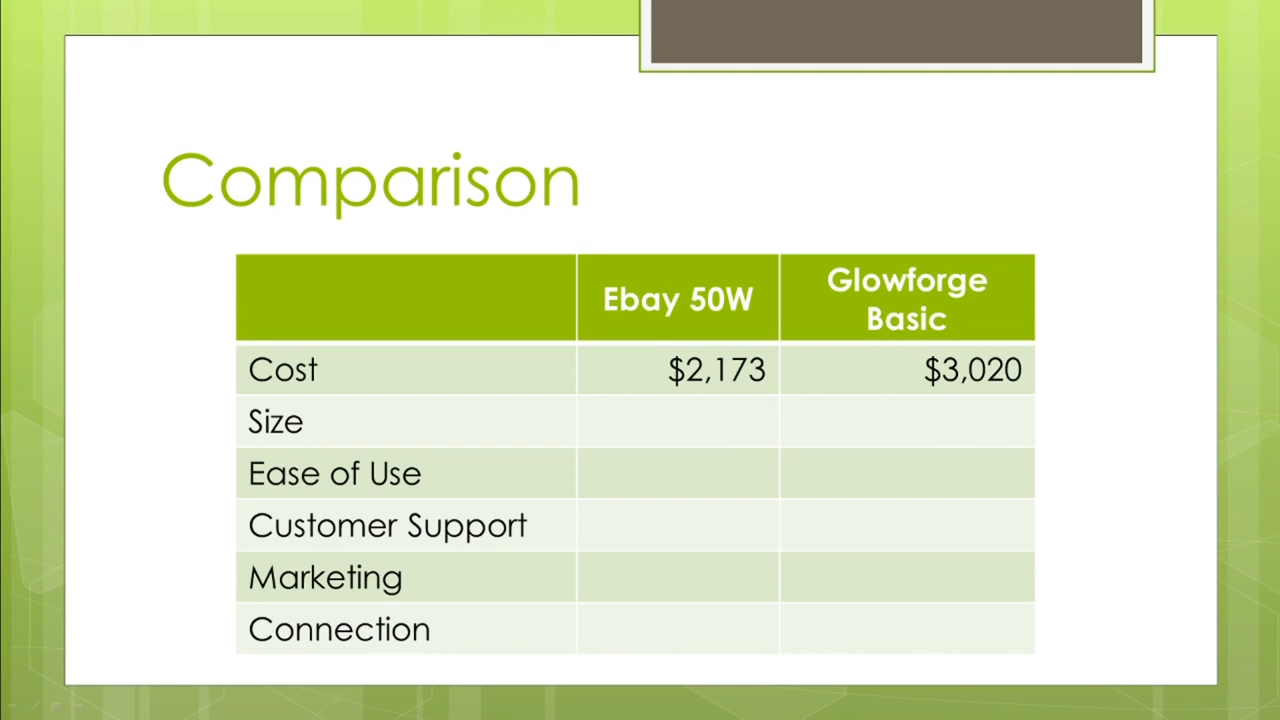 Comparison
Ebay 50W
Glowforge
Basic
Cost $2,173 $3,020
Size
Ease of Use
Customer Support
Marketing
Connection